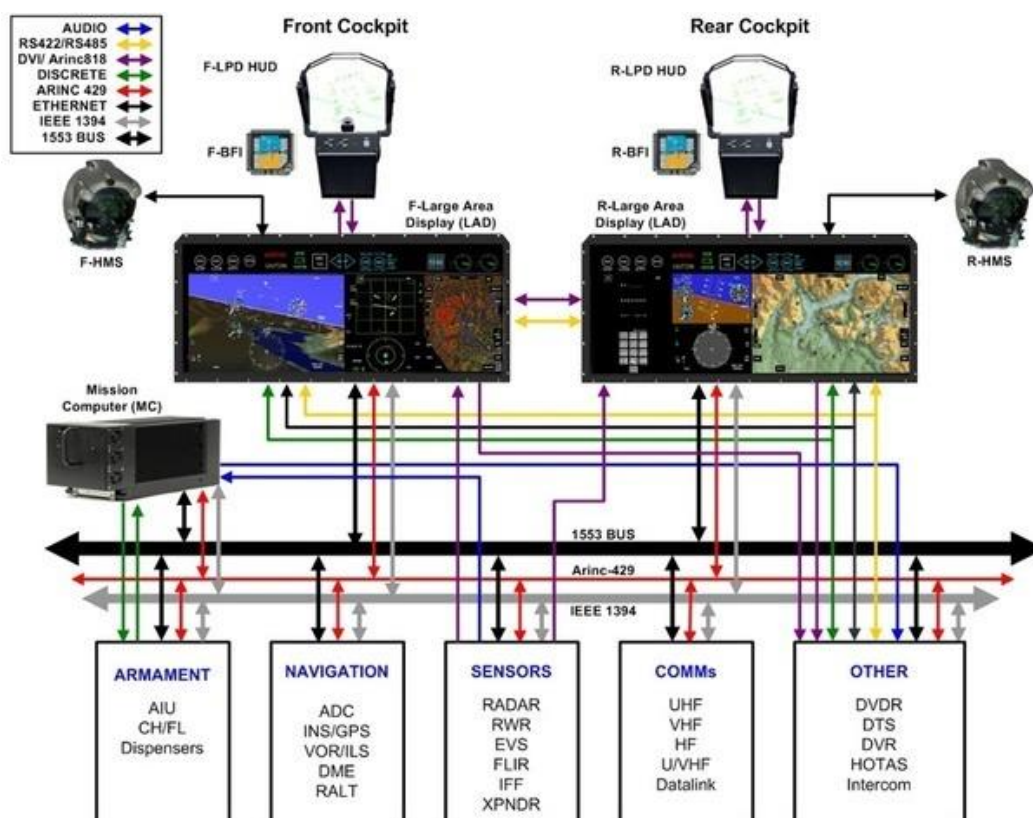 AUDIO
RS422/RS485
DVI/ Arinc818
DISCRETE
ARINC 429
ETHERNET
IEEE 1394
1553 BUS
Front Cockpit
Rear Cockpit
F-LPD HUD
R-LPD HUD
F-BFI
R-BFI
F-Large Area
Display (LAD)
R-Large Area
Display (LAD)
F-HMS
R-HMS
Mission
Computer (MC)
1553 BUS
Arinc-429
IEEE 1394
ARMAMENT
AIU
CH/FL
Dispensers
NAVIGATION
ADC
INS/GPS
VOR/ILS
DME
RALT
SENSORS
RADAR
RWR
EVS
FLIR
IFF
XPNDR
COMMs
UHF
VHF
HF
U/VHF
Datalink
OTHER
DVDR
DTS
DVR
HOTAS
Intercom